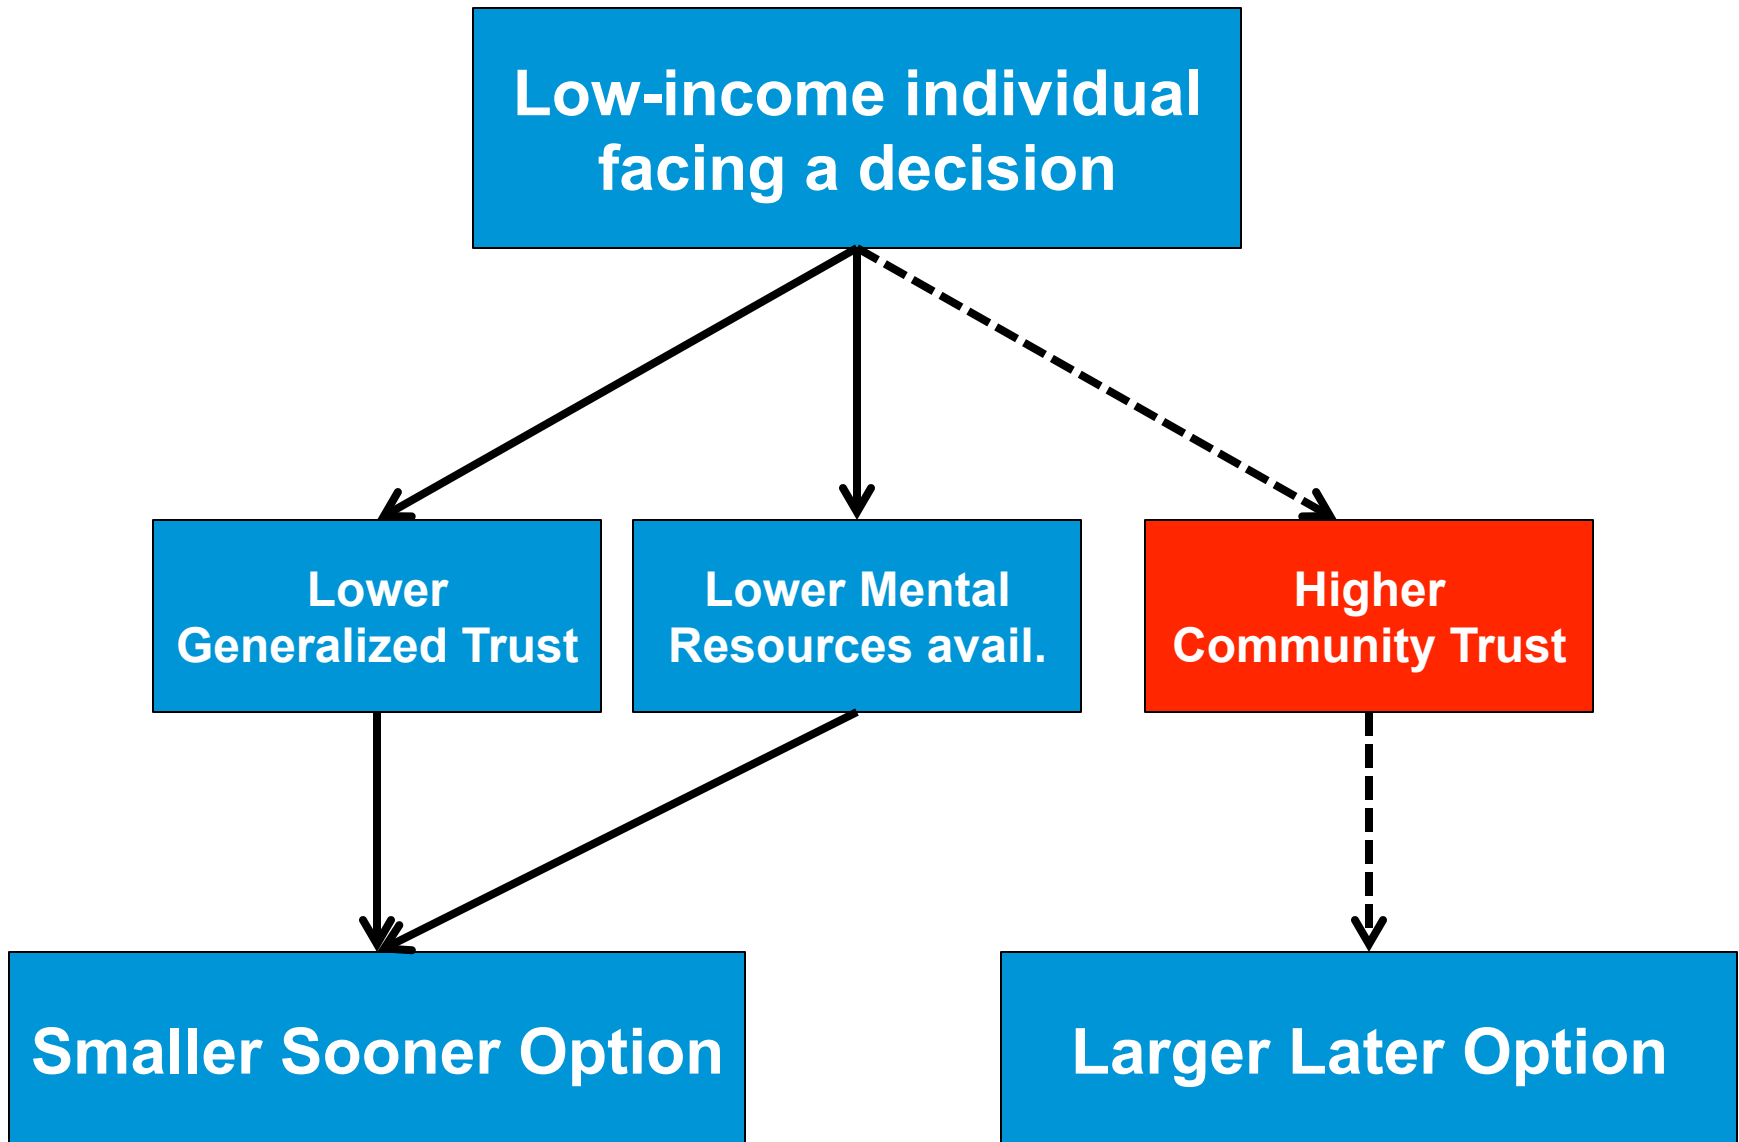 Low-income individual
facing a decision
Lower
Generalized Trust
Lower Mental
Resources avail.
Higher
Community Trust
Smaller Sooner Option
Larger Later Option